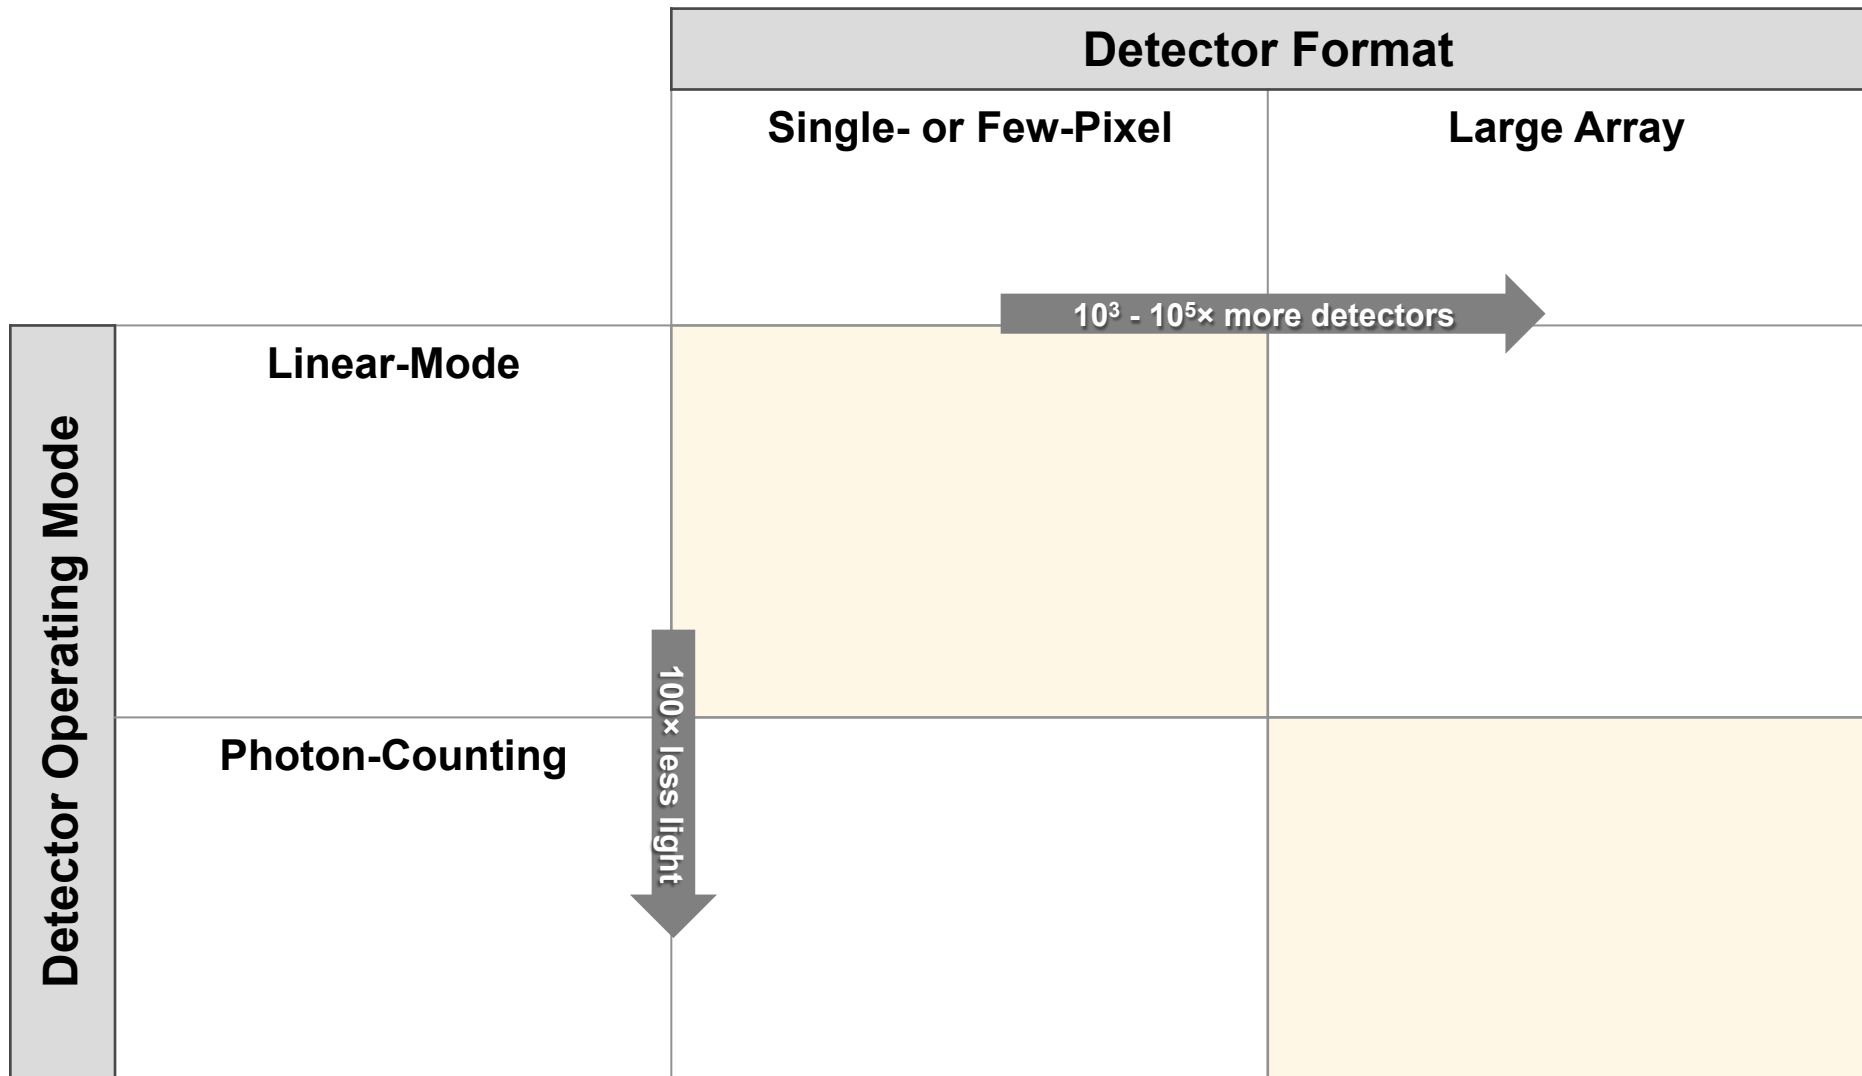 Detector Format
Single- or Few-Pixel
Large Array
10³ - 10⁵× more detectors
Linear-Mode
Detector Operating Mode
100× less light
Photon-Counting